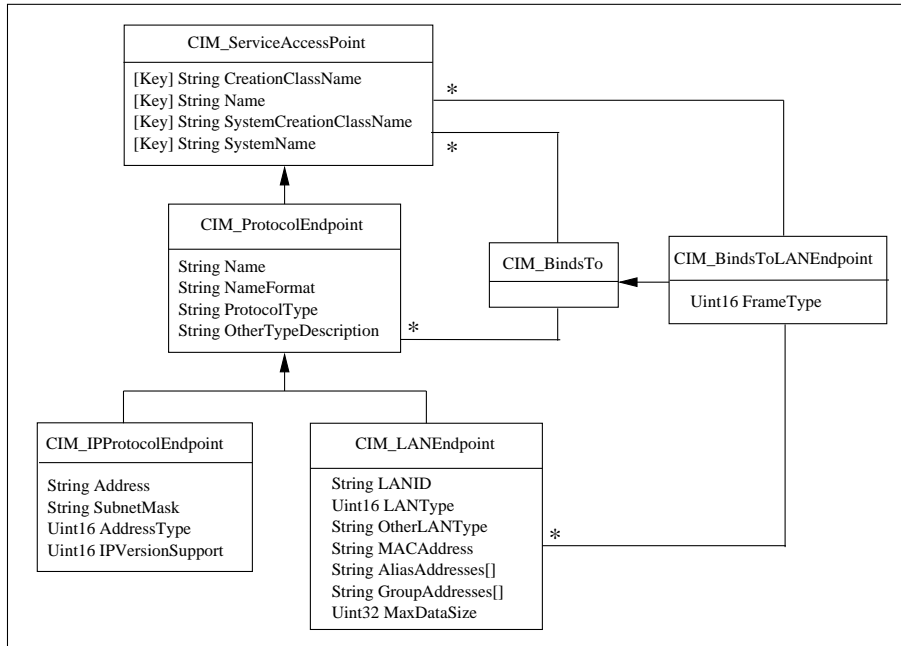 CIM_ServiceAccessPoint
[Key] String CreationClassName
[Key] String Name
[Key] String SystemCreationClassName
[Key] String SystemName
*
*
CIM_ProtocolEndpoint
String Name
String NameFormat
String ProtocolType
String OtherTypeDescription
*
CIM_BindsTo
CIM_BindsToLANEndpoint
Uint16 FrameType
CIM_IPProtocolEndpoint
String Address
String SubnetMask
Uint16 AddressType
Uint16 IPVersionSupport
CIM_LANEndpoint
String LANID
Uint16 LANType
String OtherLANType
String MACAddress
String AliasAddresses[]
String GroupAddresses[]
Uint32 MaxDataSize
*